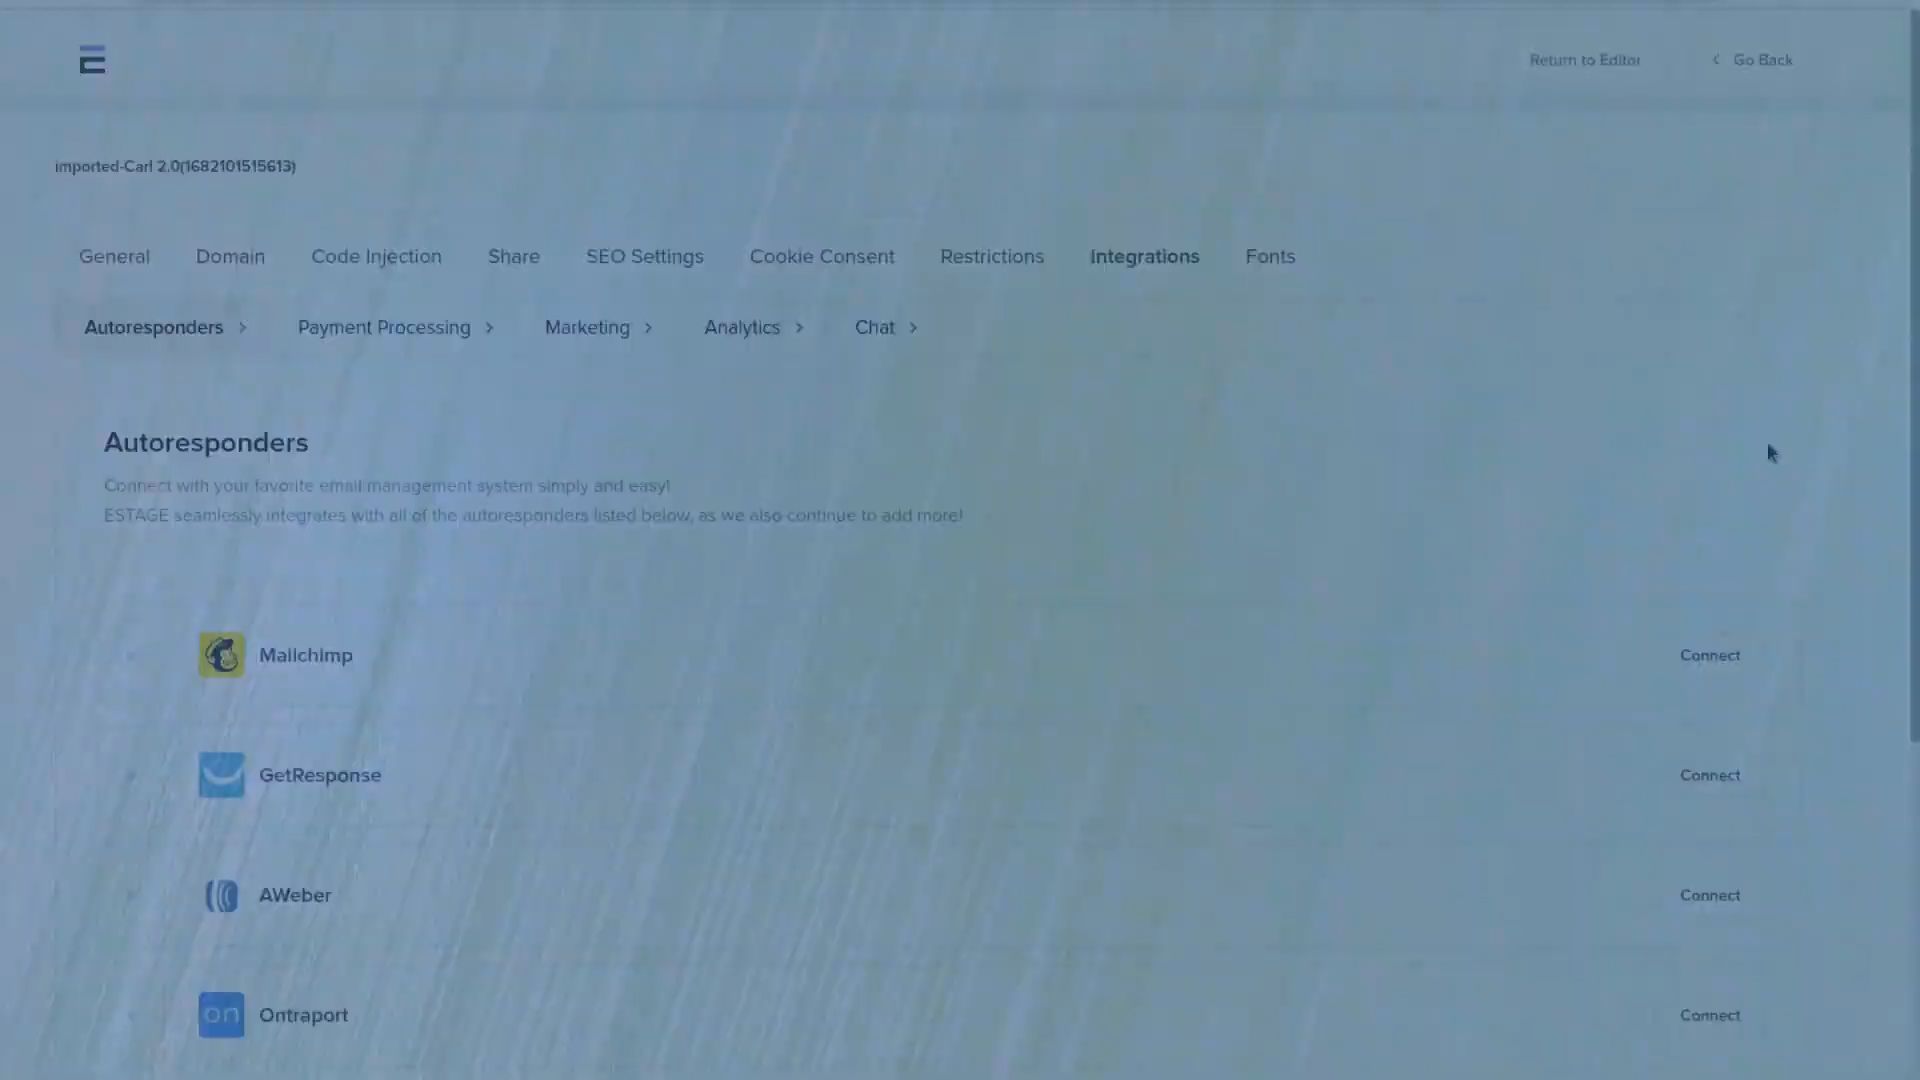 Return to Editor
Go Back
imported-Carl 2.0(1682101515613)
General Domain Code Injection Share SEO Settings Cookie Consent Restrictions Integrations Fonts
Autoresponders Payment Processing Marketing Analytics Chat
Autoresponders
Connect with your favorite email management system simply and easy!
ESTAGE seamlessly integrates with all of the autoresponders listed below, as we also continue to add more!
Mailchimp Connect
GetResponse Connect
AWeber Connect
on Ontraport Connect